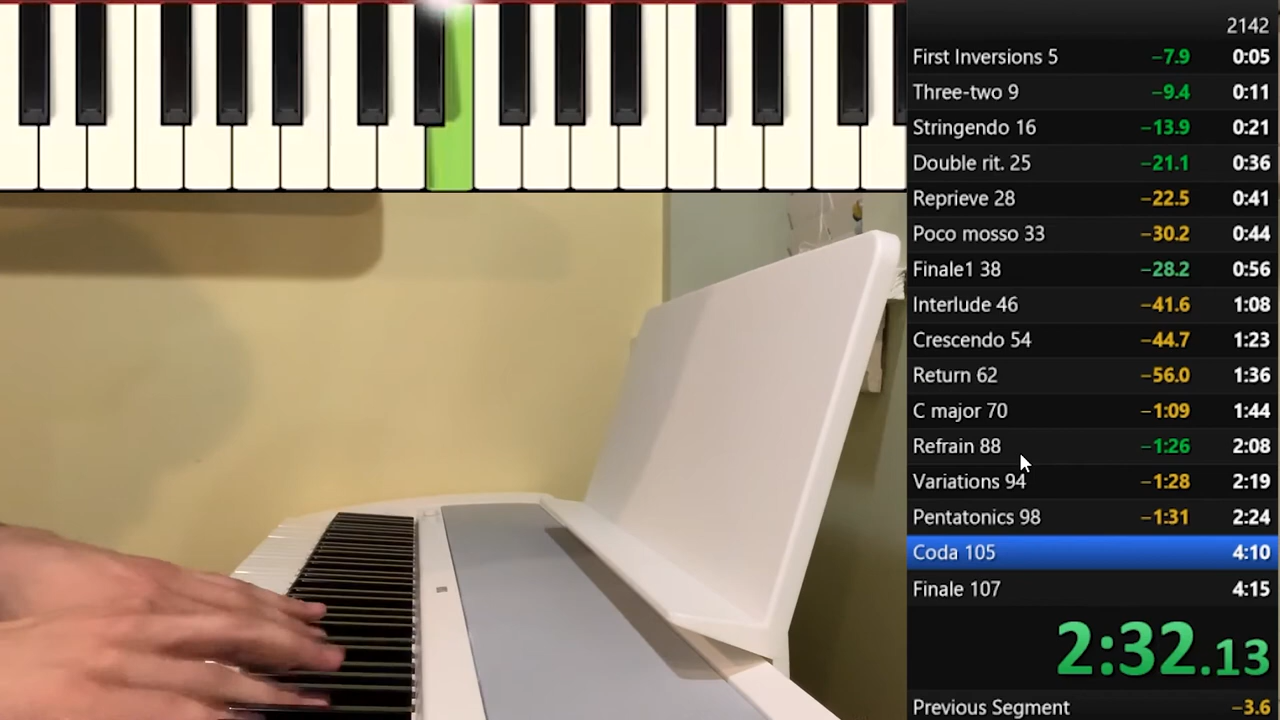 2142
First Inversions 5 −7.9 0:05
Three-two 9 −9.4 0:11
Stringendo 16 −13.9 0:21
Double rit. 25 −21.1 0:36
Reprieve 28 −22.5 0:41
Poco mosso 33 −30.2 0:44
Finale1 38 −28.2 0:56
Interlude 46 −41.6 1:08
Crescendo 54 −44.7 1:23
Return 62 −56.0 1:36
C major 70 −1:09 1:44
Refrain 88 −1:26 2:08
Variations 94 −1:28 2:19
Pentatonics 98 −1:31 2:24
Coda 105 4:10
Finale 107 4:15
2:32.13
Previous Segment −3.6